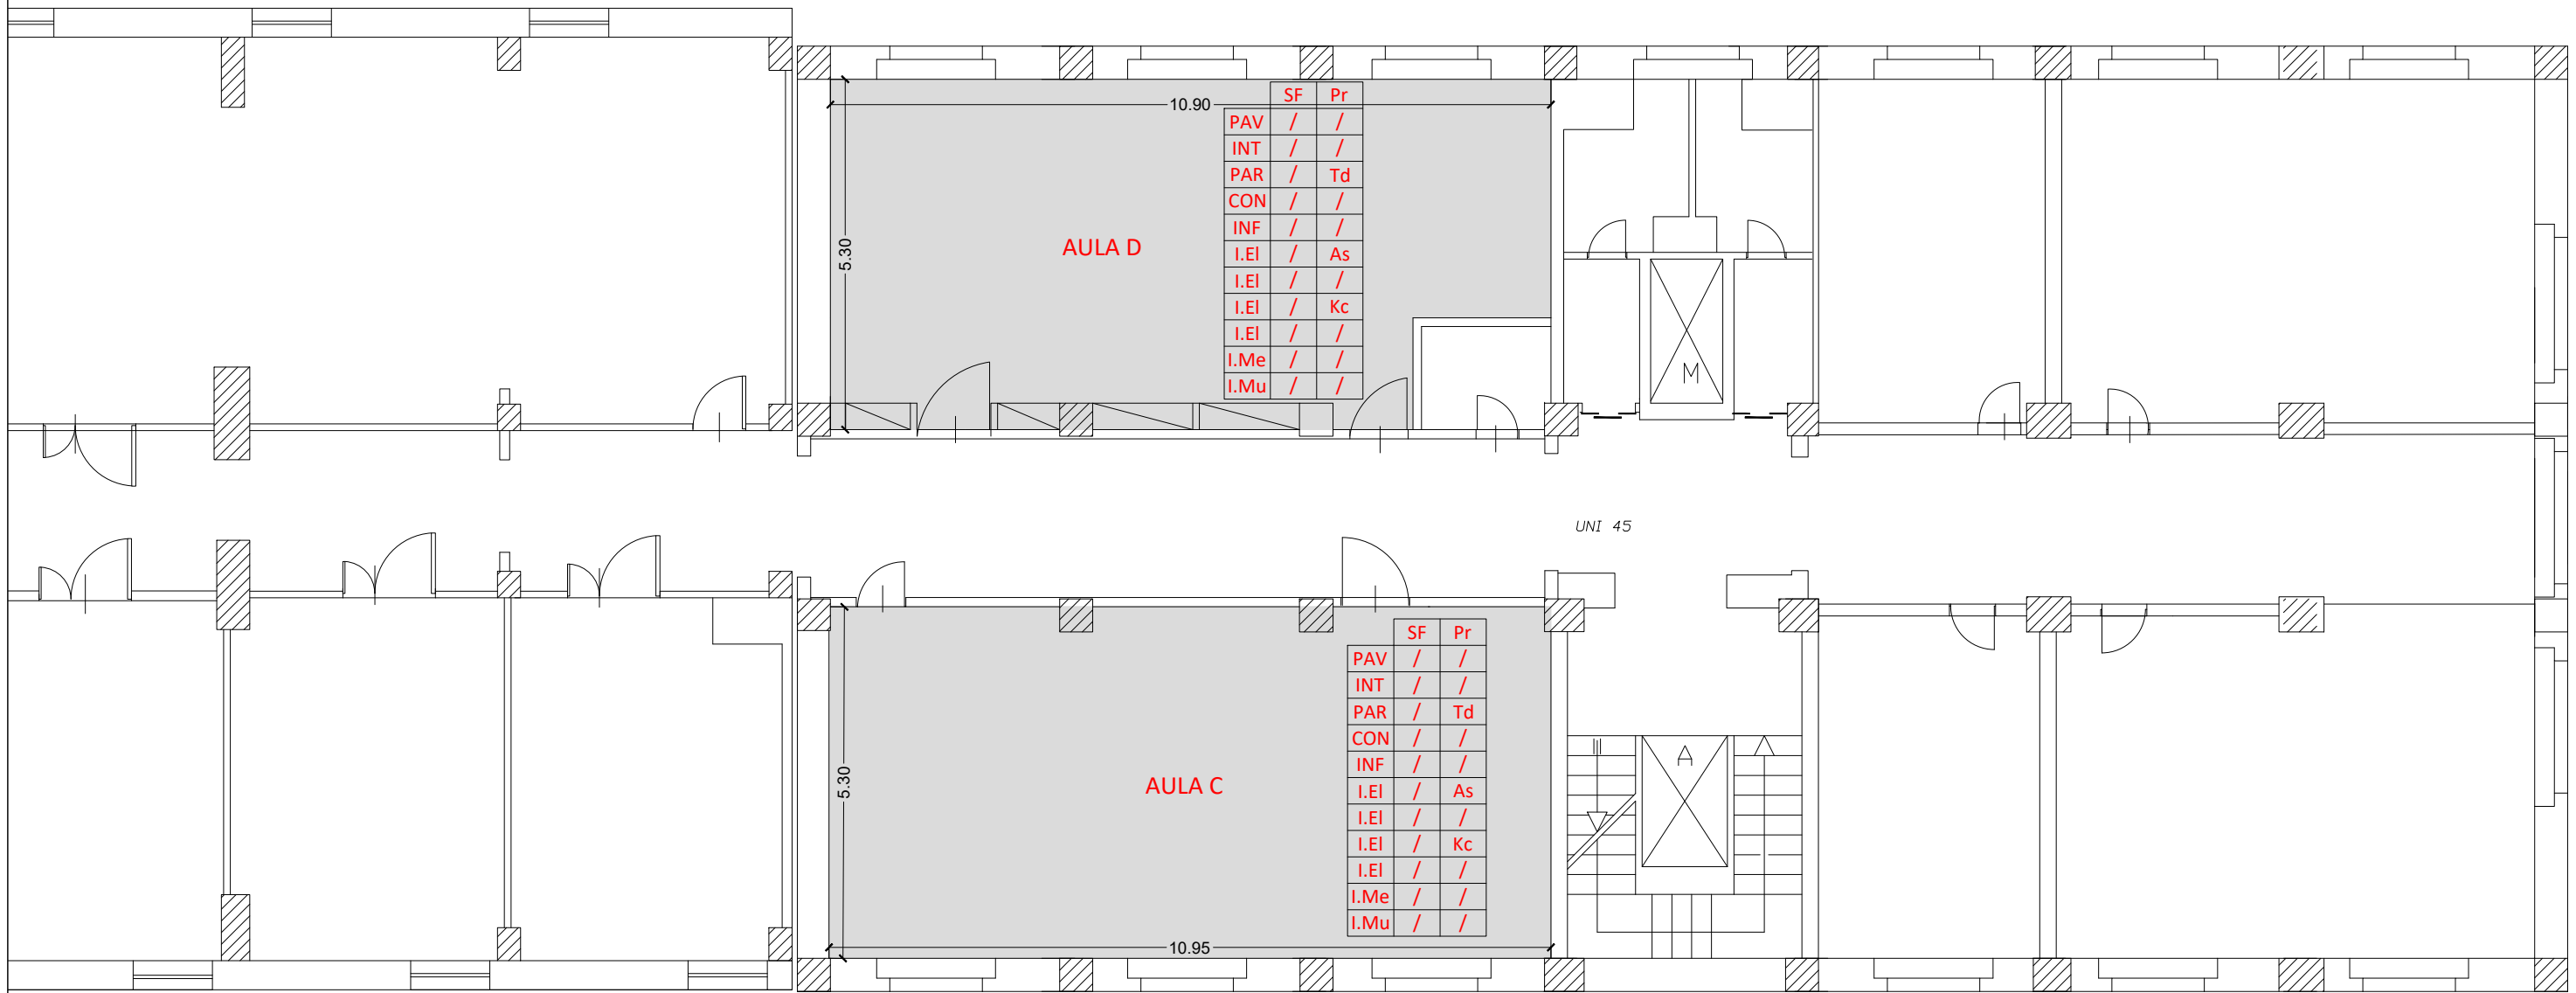 10.90
SF Pr
PAV / /
INT / /
PAR / Td
CON / /
INF / /
I.El / As
I.El / /
I.El / Kc
I.El / /
I.Me / /
I.Mu / /
5.30
AULA D
M
UNI 45
SF Pr
PAV / /
INT / /
PAR / Td
CON / /
INF / /
I.El / As
I.El / /
I.El / Kc
I.El / /
I.Me / /
I.Mu / /
5.30
AULA C
A
10.95